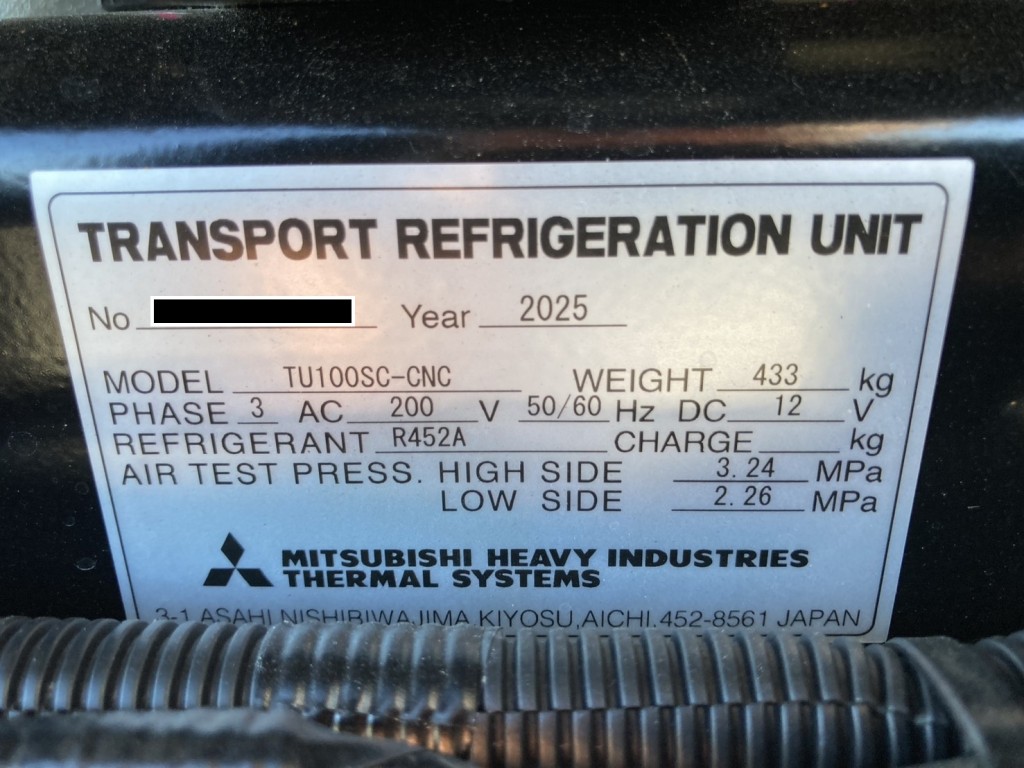 TRANSPORT REFRIGERATION UNIT
No Year 2025
MODEL TU100SC-CNC WEIGHT 433 kg
PHASE 3 AC 200 V 50/60 Hz DC 12 V
REFRIGERANT R452A CHARGE kg
AIR TEST PRESS. HIGH SIDE 3.24 MPa
LOW SIDE 2.26 MPa
MITSUBISHI HEAVY INDUSTRIES
THERMAL SYSTEMS
3-1 ASAHI,NISHIBIWAJIMA,KIYOSU,AICHI,452-8561 JAPAN